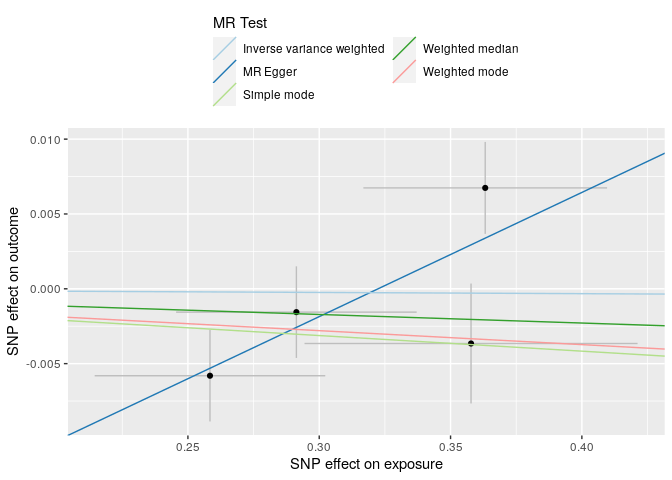 MR Test
Inverse variance weighted
Weighted median
MR Egger
Weighted mode
Simple mode
0.010
0.005
0.000
-0.005
SNP effect on outcome
0.25
0.30
0.35
0.40
SNP effect on exposure